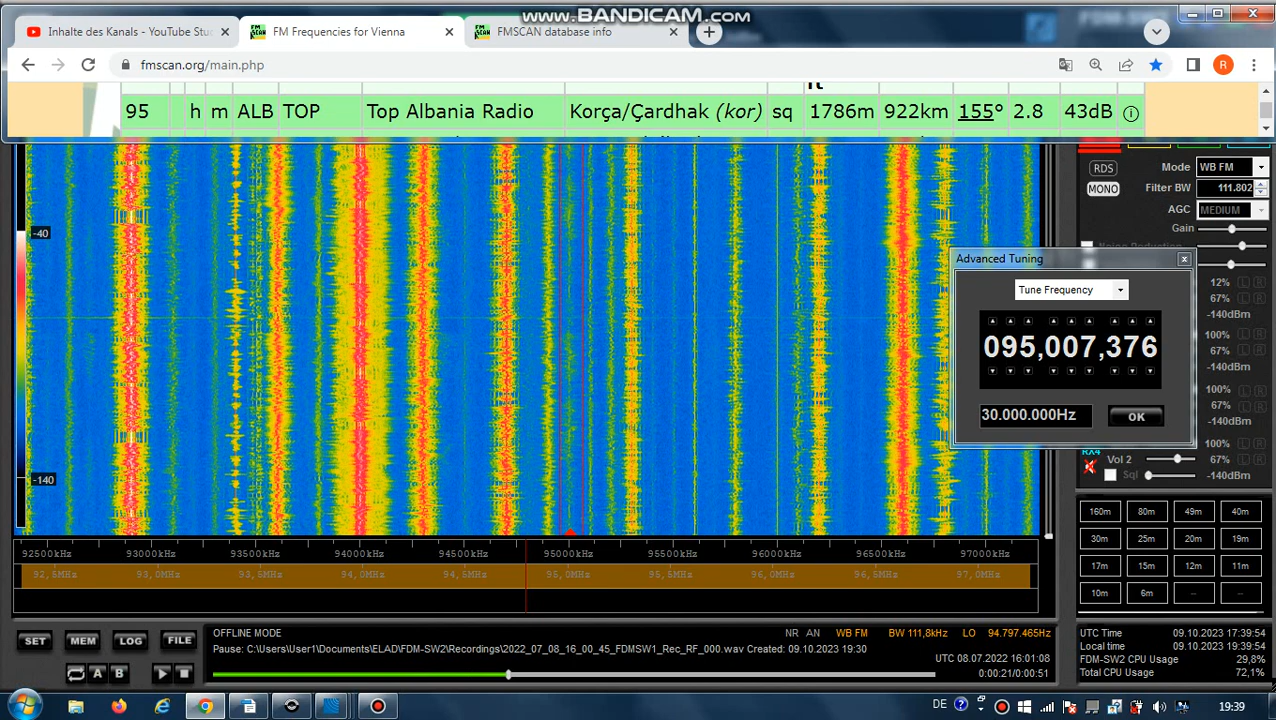 www.BANDICAM.com
Inhalte des Kanals - YouTube Stu
FM Frequencies for Vienna
FMSCAN database info
fmscan.org/main.php
R
95 h m ALB TOP Top Albania Radio Korça/Çardhak (kor) sq 1786m 922km 155° 2.8 43dB
-40
-140
RDS
MONO
Mode WB FM
Filter BW 111.802
AGC MEDIUM
Gain
Advanced Tuning
Tune Frequency
095,007,376
30.000.000Hz OK
12%
67%
-140dBm
100%
67%
-140dBm
100%
67%
-140dBm
100%
RX4 Vol 2 67%
Sql -140dBm
160m 80m 49m 40m
30m 25m 20m 19m
17m 15m 12m 11m
10m 6m -- --
92500kHz 93000kHz 93500kHz 94000kHz 94500kHz 95000kHz 95500kHz 96000kHz 96500kHz 97000kHz
92,5MHz 93,0MHz 93,5MHz 94,0MHz 94,5MHz 95,0MHz 95,5MHz 96,0MHz 96,5MHz 97,0MHz
SET MEM LOG FILE
A B
OFFLINE MODE NR AN WB FM BW 111,8kHz LO 94.797.465Hz
Pause: C:\Users\User1\Documents\ELAD\FDM-SW2\Recordings\2022_07_08_16_00_45_FDMSW1_Rec_RF_000.wav Created: 09.10.2023 19:30
UTC 08.07.2022 16:01:08
0:00:21/0:00:51
UTC Time 09.10.2023 17:39:54
Local time 09.10.2023 19:39:54
FDM-SW2 CPU Usage 29,8%
Total CPU Usage 72,1%
DE
19:39